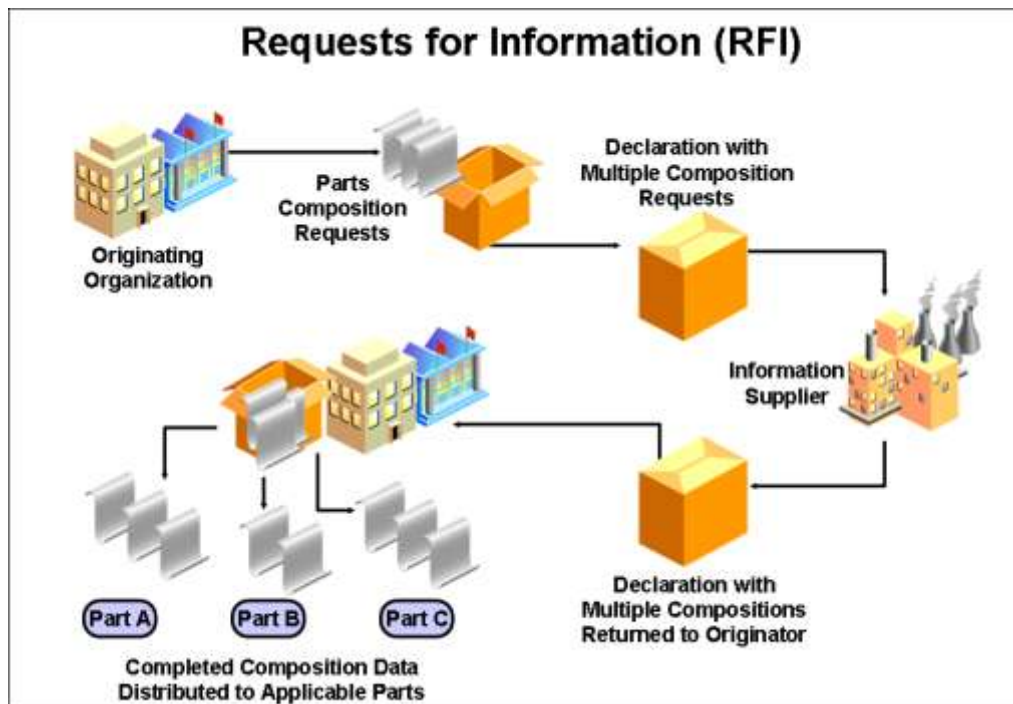 Requests for Information (RFI)
Originating
Organization
Parts
Composition
Requests
Declaration with
Multiple Composition
Requests
Information
Supplier
Declaration with
Multiple Compositions
Returned to Originator
Part A
Part B
Part C
Completed Composition Data
Distributed to Applicable Parts